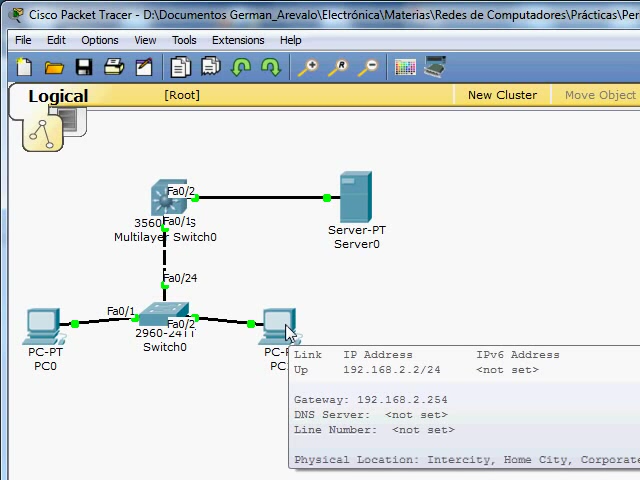 Cisco Packet Tracer - D:\Documentos German_Arevalo\Electrónica\Materias\Redes de Computadores\Prácticas\Per
File Edit Options View Tools Extensions Help
Logical [Root] New Cluster Move Object
Fa0/2
3560
Multilayer Switch0
Fa0/1
Server-PT
Server0
Fa0/24
Fa0/1
Fa0/2
2960-24TT
Switch0
PC-PT
PC0
Link IP Address IPv6 Address
Up 192.168.2.2/24 <not set>
Gateway: 192.168.2.254
DNS Server: <not set>
Line Number: <not set>
Physical Location: Intercity, Home City, Corporate